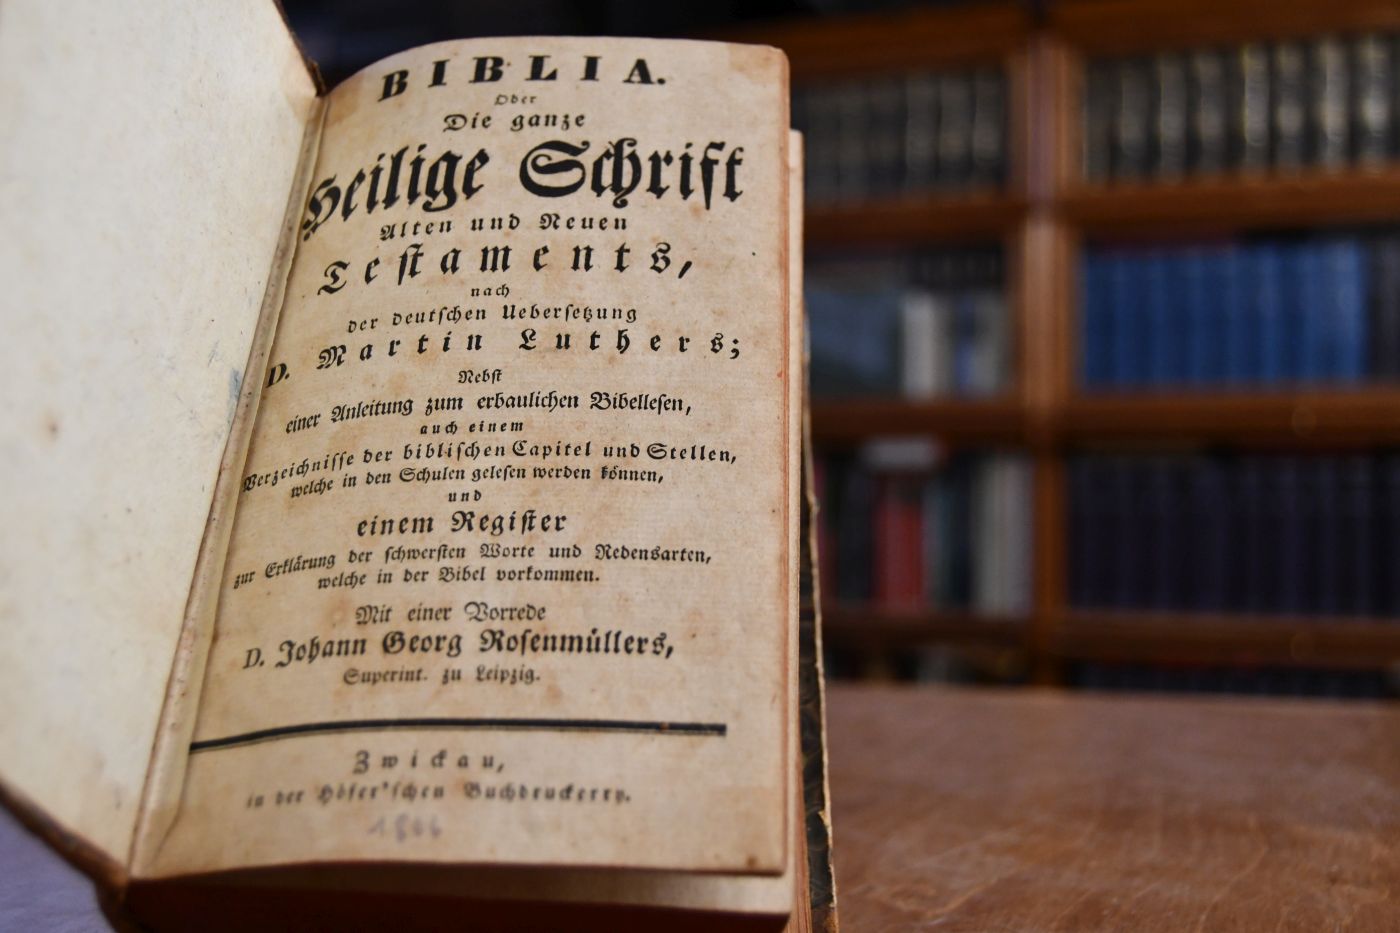 BIBLIA.
Oder
Die ganze
Heilige Schrift
Alten und Neuen
Testaments,
nach
der deutschen Uebersetzung
D. Martin Luthers;
Nebst
einer Anleitung zum erbaulichen Bibellesen,
auch einem
Verzeichnisse der biblischen Capitel und Stellen,
welche in den Schulen gelesen werden können,
und
einem Register
zur Erklärung der schwersten Worte und Redensarten,
welche in der Bibel vorkommen.
Mit einer Vorrede
D. Johann Georg Rosenmüllers,
Superint. zu Leipzig.
Zwickau,
in der Höfer'schen Buchdruckerey.